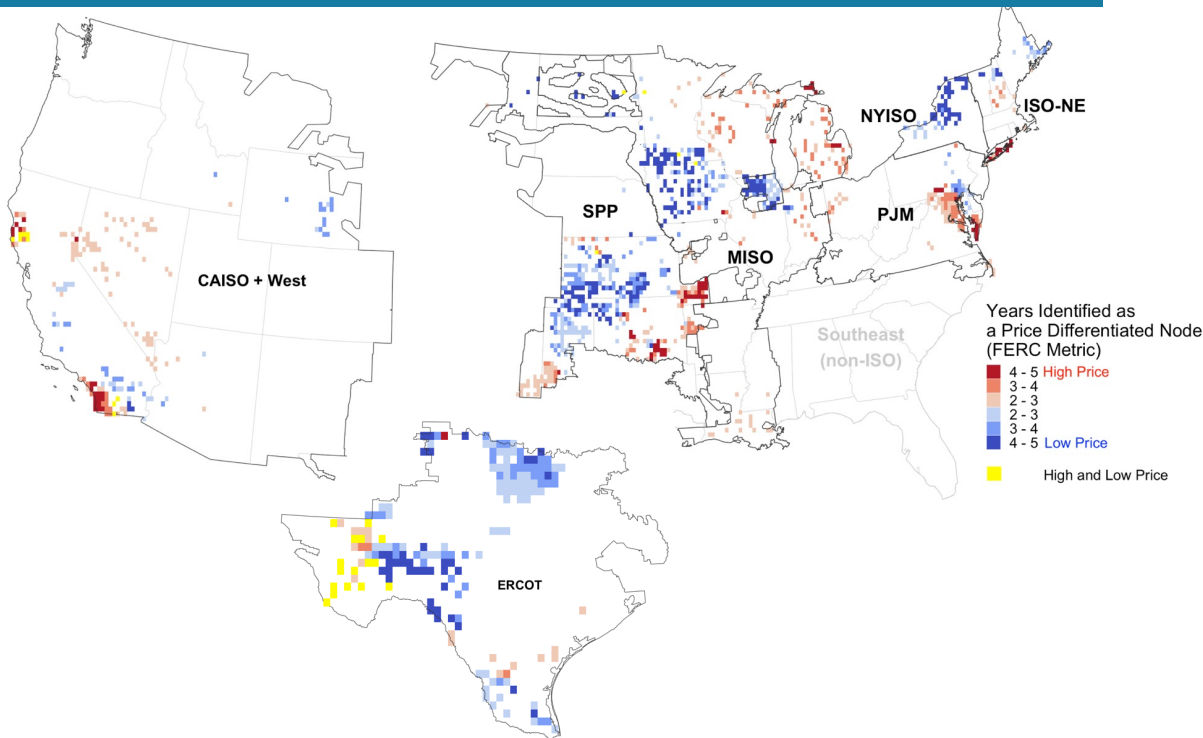 NYISO
ISO-NE
SPP
PJM
MISO
CAISO + West
Southeast
(non-ISO)
ERCOT
Years Identified as
a Price Differentiated Node
(FERC Metric)
4 - 5 High Price
3 - 4
2 - 3
2 - 3
3 - 4
4 - 5 Low Price
High and Low Price